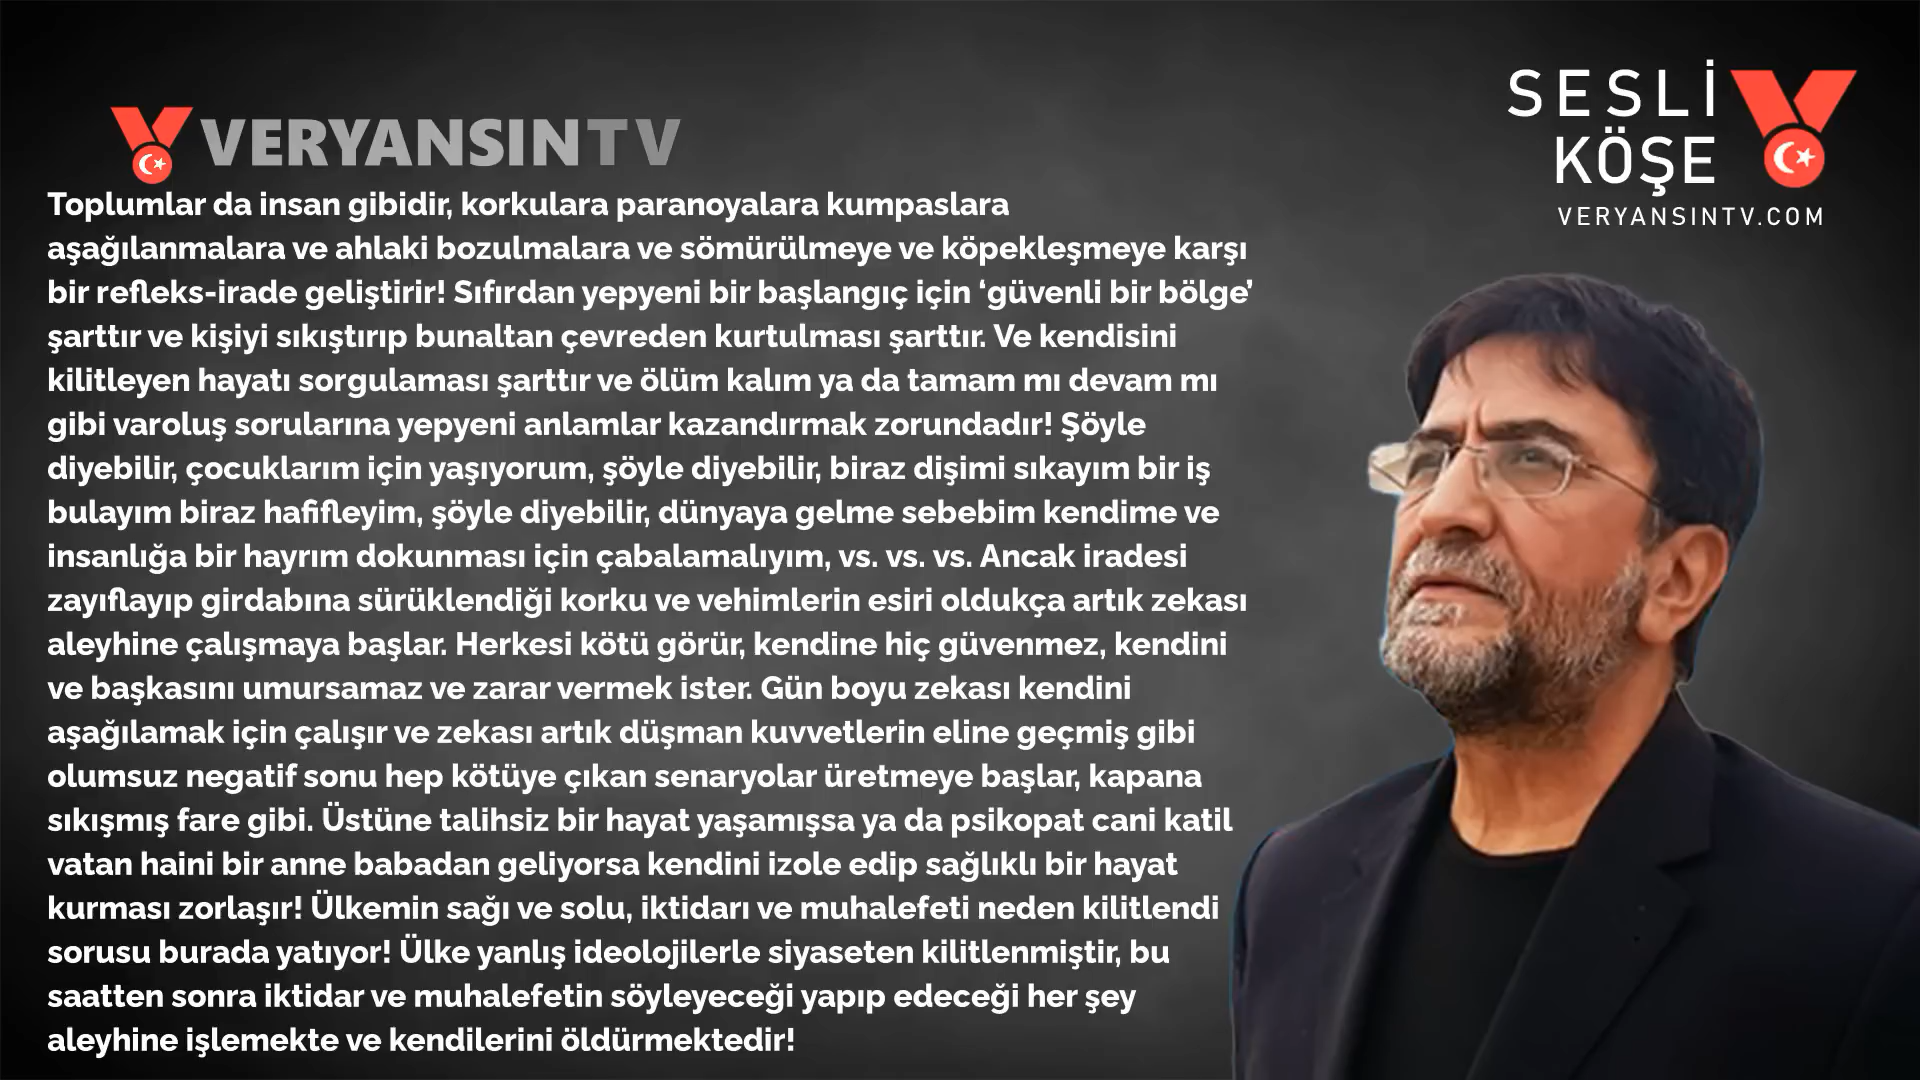 VERYANSINTV
SESLİ
KÖŞE
VERYANSINTV.COM
Toplumlar da insan gibidir, korkulara paranoyalara kumpaslara
aşağılanmalara ve ahlaki bozulmalara ve sömürülmeye ve köpekleşmeye karşı
bir refleks-irade geliştirir! Sıfırdan yepyeni bir başlangıç için ‘güvenli bir bölge’
şarttır ve kişiyi sıkıştırıp bunaltan çevreden kurtulması şarttır. Ve kendisini
kilitleyen hayatı sorgulaması şarttır ve ölüm kalım ya da tamam mı devam mı
gibi varoluş sorularına yepyeni anlamlar kazandırmak zorundadır! Şöyle
diyebilir, çocuklarım için yaşıyorum, şöyle diyebilir, biraz dişimi sıkayım bir iş
bulayım biraz hafifleyim, şöyle diyebilir, dünyaya gelme sebebim kendime ve
insanlığa bir hayrım dokunması için çabalamalıyım, vs. vs. vs. Ancak iradesi
zayıflayıp girdabına sürüklendiği korku ve vehimlerin esiri oldukça artık zekası
aleyhine çalışmaya başlar. Herkesi kötü görür, kendine hiç güvenmez, kendini
ve başkasını umursamaz ve zarar vermek ister. Gün boyu zekası kendini
aşağılamak için çalışır ve zekası artık düşman kuvvetlerin eline geçmiş gibi
olumsuz negatif sonu hep kötüye çıkan senaryolar üretmeye başlar, kapana
sıkışmış fare gibi. Üstüne talihsiz bir hayat yaşamışsa ya da psikopat cani katil
vatan haini bir anne babadan geliyorsa kendini izole edip sağlıklı bir hayat
kurması zorlaşır! Ülkemin sağı ve solu, iktidarı ve muhalefeti neden kilitlendi
sorusu burada yatıyor! Ülke yanlış ideolojilerle siyaseten kilitlenmiştir, bu
saatten sonra iktidar ve muhalefetin söyleyeceği yapıp edeceği her şey
aleyhine işlemekte ve kendilerini öldürmektedir!